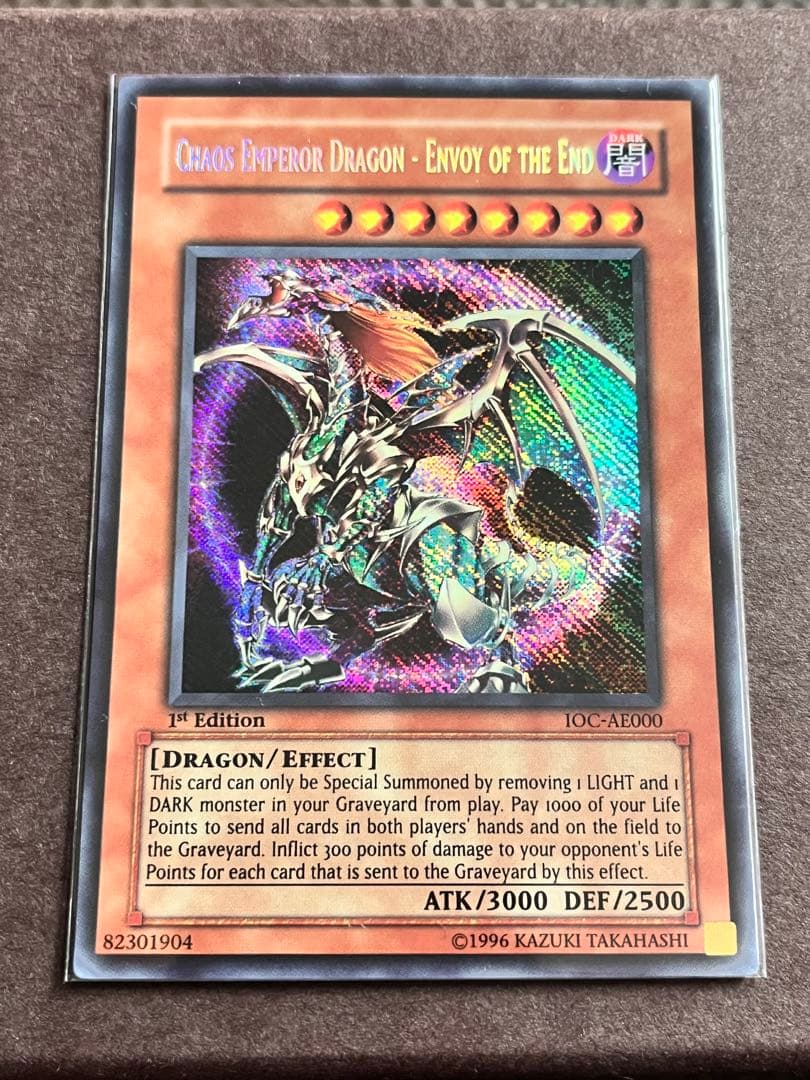 CHAOS EMPEROR DRAGON - ENVOY OF THE END
DARK
闇
1st Edition IOC-AE000
[DRAGON/EFFECT]
This card can only be Special Summoned by removing 1 LIGHT and 1
DARK monster in your Graveyard from play. Pay 1000 of your Life
Points to send all cards in both players' hands and on the field to
the Graveyard. Inflict 300 points of damage to your opponent's Life
Points for each card that is sent to the Graveyard by this effect.
ATK/3000 DEF/2500
82301904 ©1996 KAZUKI TAKAHASHI